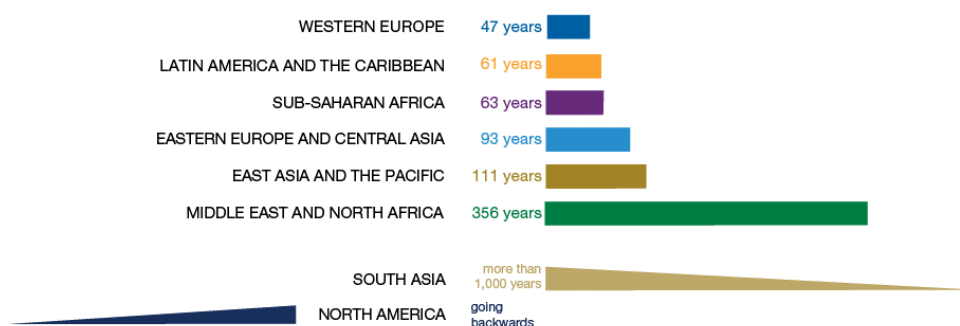 WESTERN EUROPE 47 years
LATIN AMERICA AND THE CARIBBEAN 61 years
SUB-SAHARAN AFRICA 63 years
EASTERN EUROPE AND CENTRAL ASIA 93 years
EAST ASIA AND THE PACIFIC 111 years
MIDDLE EAST AND NORTH AFRICA 356 years
SOUTH ASIA more than
1,000 years
NORTH AMERICA going
backwards